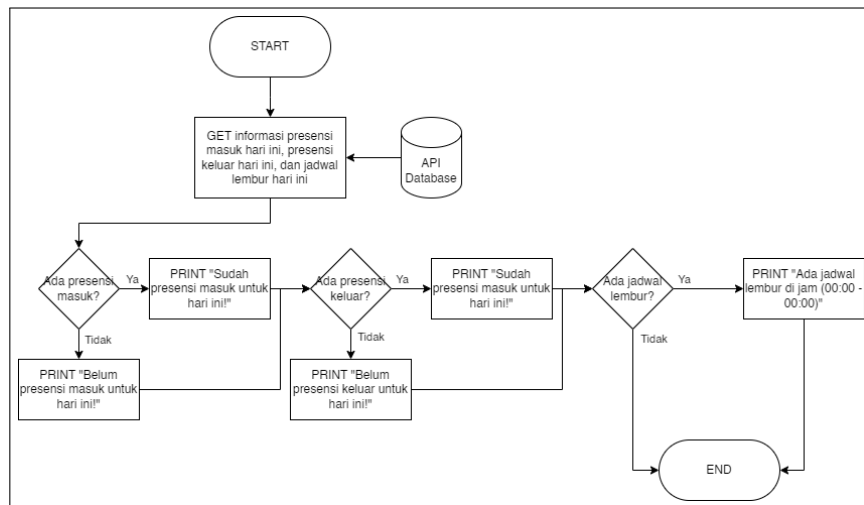 START
GET informasi presensi
masuk hari ini, presensi
keluar hari ini, dan jadwal
lembur hari ini
API
Database
Ada presensi
masuk?
Ya
PRINT "Sudah
presensi masuk untuk
hari ini!"
Ada presensi
keluar?
Ya
PRINT "Sudah
presensi masuk untuk
hari ini!"
Ada jadwal
lembur?
Ya
PRINT "Ada jadwal
lembur di jam (00:00 -
00:00)"
Tidak
Tidak
Tidak
PRINT "Belum
presensi masuk untuk
hari ini!"
PRINT "Belum
presensi keluar untuk
hari ini!"
END